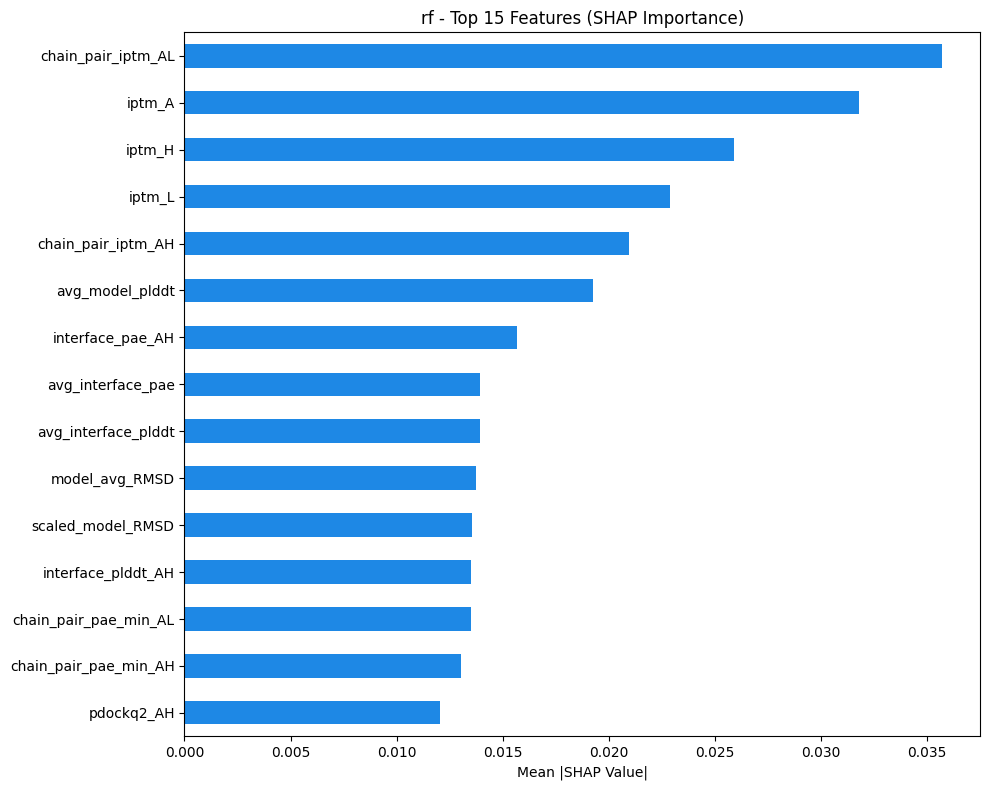 rf - Top 15 Features (SHAP Importance)
chain_pair_iptm_AL
iptm_A
iptm_H
iptm_L
chain_pair_iptm_AH
avg_model_plddt
interface_pae_AH
avg_interface_pae
avg_interface_plddt
model_avg_RMSD
scaled_model_RMSD
interface_plddt_AH
chain_pair_pae_min_AL
chain_pair_pae_min_AH
pdockq2_AH
0.000 0.005 0.010 0.015 0.020 0.025 0.030 0.035
Mean |SHAP Value|